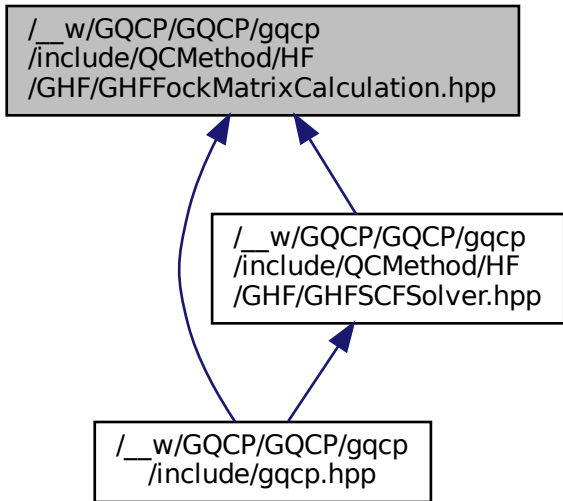 /__w/GQCP/GQCP/gqcp
/include/QCMethod/HF
/GHF/GHFFockMatrixCalculation.hpp
/__w/GQCP/GQCP/gqcp
/include/QCMethod/HF
/GHF/GHFSCFSolver.hpp
/__w/GQCP/GQCP/gqcp
/include/gqcp.hpp